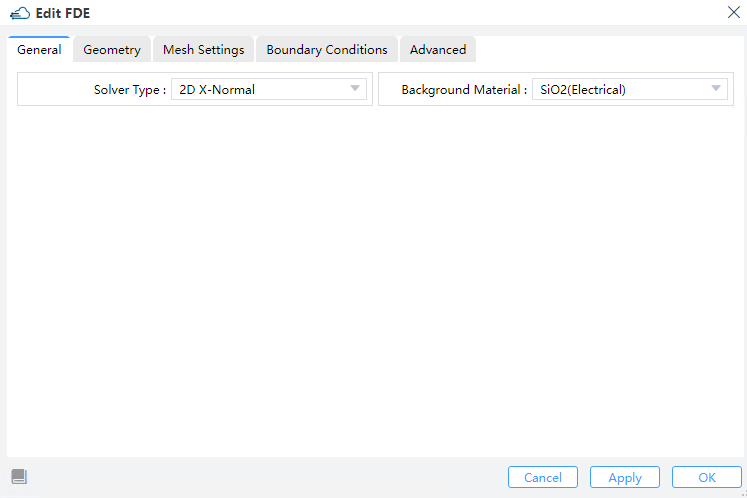 Edit FDE
General Geometry Mesh Settings Boundary Conditions Advanced
Solver Type : 2D X-Normal Background Material : SiO2(Electrical)
Cancel Apply OK